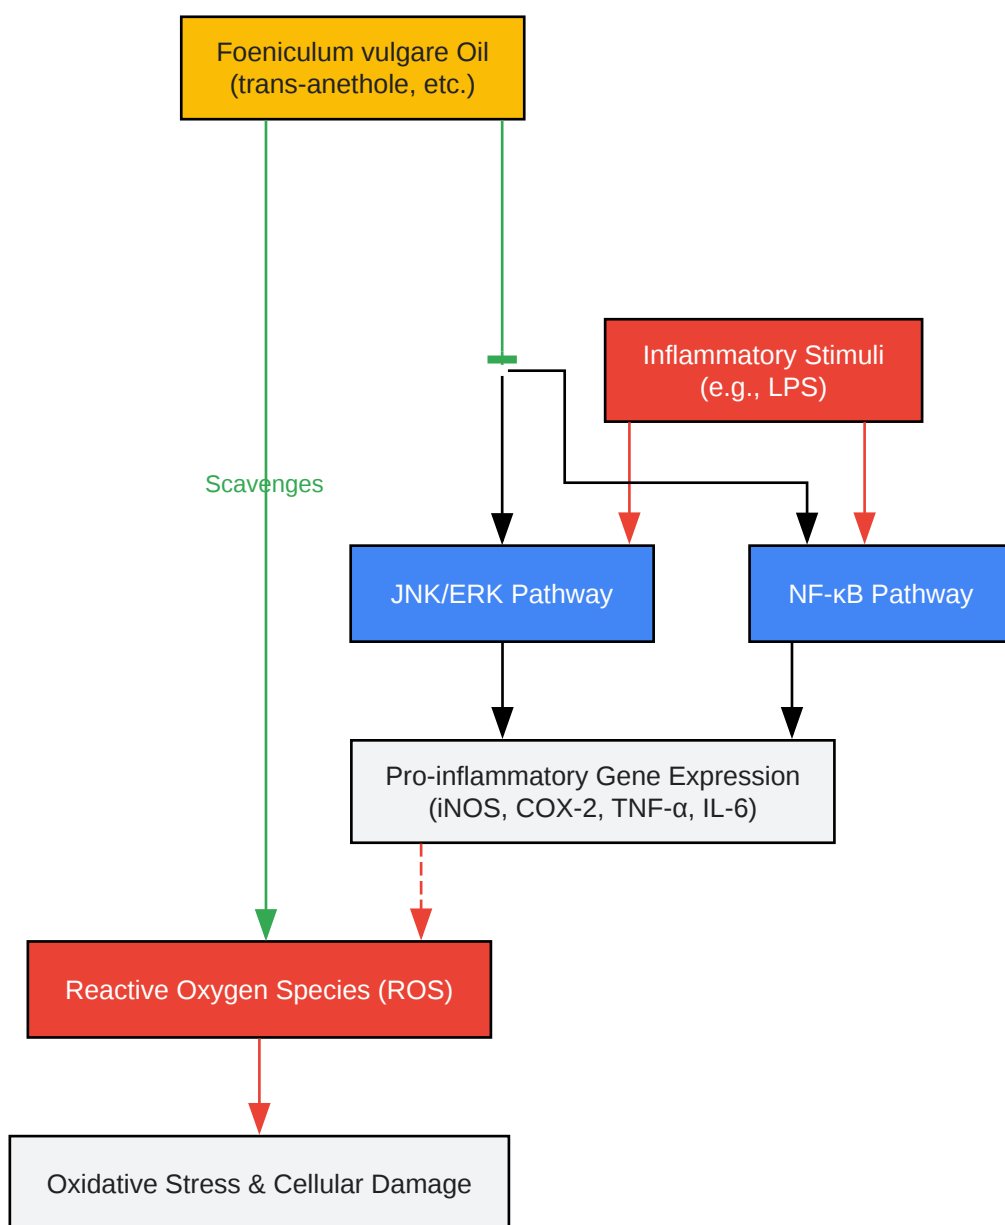 Foeniculum vulgare Oil
(trans-anethole, etc.)
Inflammatory Stimuli
(e.g., LPS)
Scavenges
JNK/ERK Pathway
NF-κB Pathway
Pro-inflammatory Gene Expression
(iNOS, COX-2, TNF-α, IL-6)
Reactive Oxygen Species (ROS)
Oxidative Stress & Cellular Damage